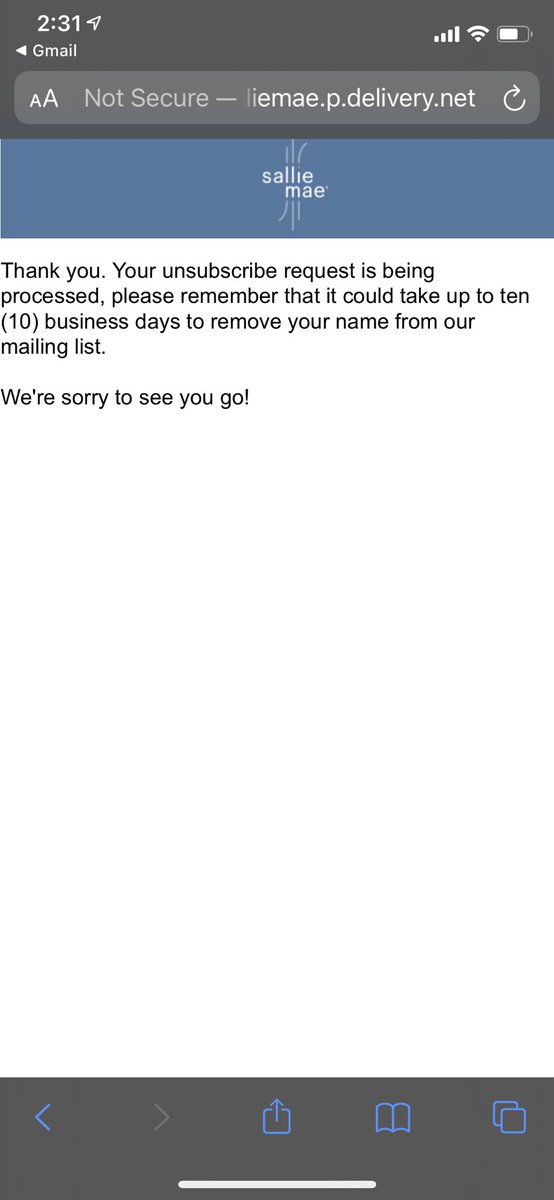 2:31
◀ Gmail
AA Not Secure — liemae.p.delivery.net
sallie
mae®
Thank you. Your unsubscribe request is being
processed, please remember that it could take up to ten
(10) business days to remove your name from our
mailing list.
We're sorry to see you go!